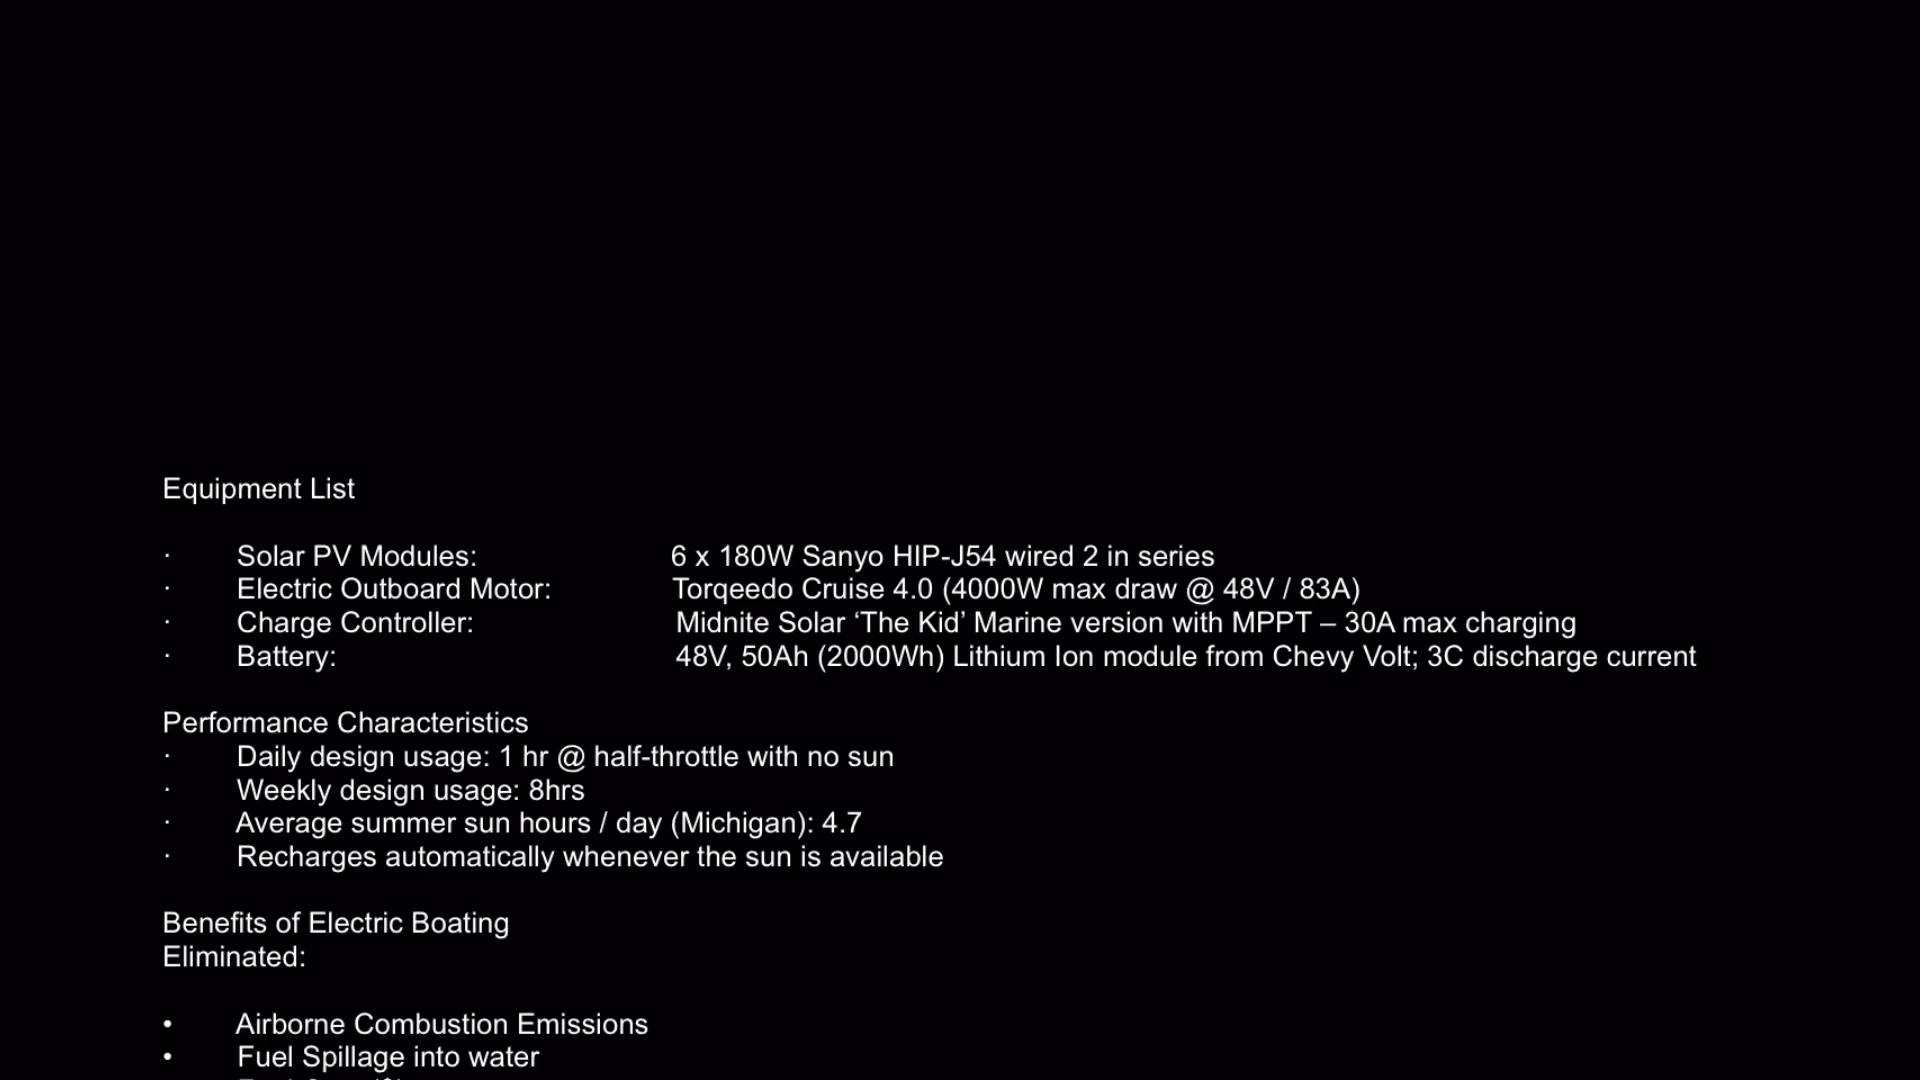 Equipment List
· Solar PV Modules: 6 x 180W Sanyo HIP-J54 wired 2 in series
· Electric Outboard Motor: Torqeedo Cruise 4.0 (4000W max draw @ 48V / 83A)
· Charge Controller: Midnite Solar ‘The Kid’ Marine version with MPPT – 30A max charging
· Battery: 48V, 50Ah (2000Wh) Lithium Ion module from Chevy Volt; 3C discharge current
Performance Characteristics
· Daily design usage: 1 hr @ half-throttle with no sun
· Weekly design usage: 8hrs
· Average summer sun hours / day (Michigan): 4.7
· Recharges automatically whenever the sun is available
Benefits of Electric Boating
Eliminated:
• Airborne Combustion Emissions
• Fuel Spillage into water